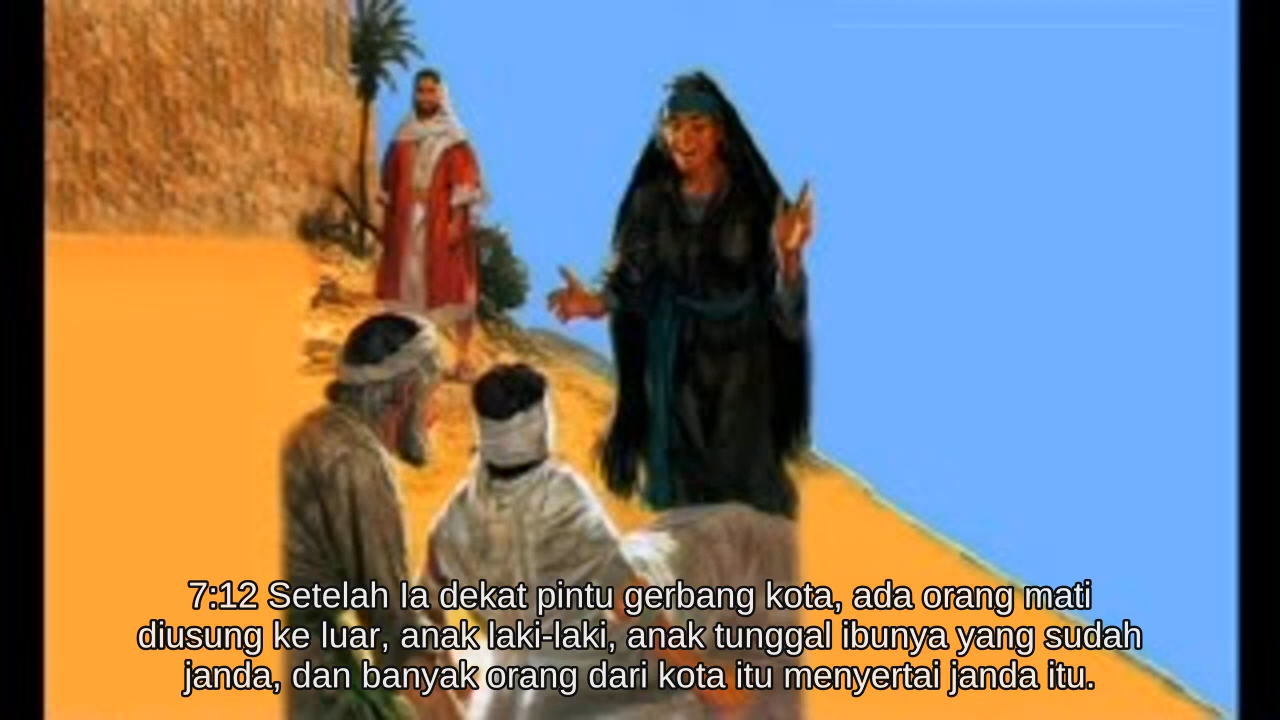 7:12 Setelah Ia dekat pintu gerbang kota, ada orang mati
diusung ke luar, anak laki-laki, anak tunggal ibunya yang sudah
janda, dan banyak orang dari kota itu menyertai janda itu.